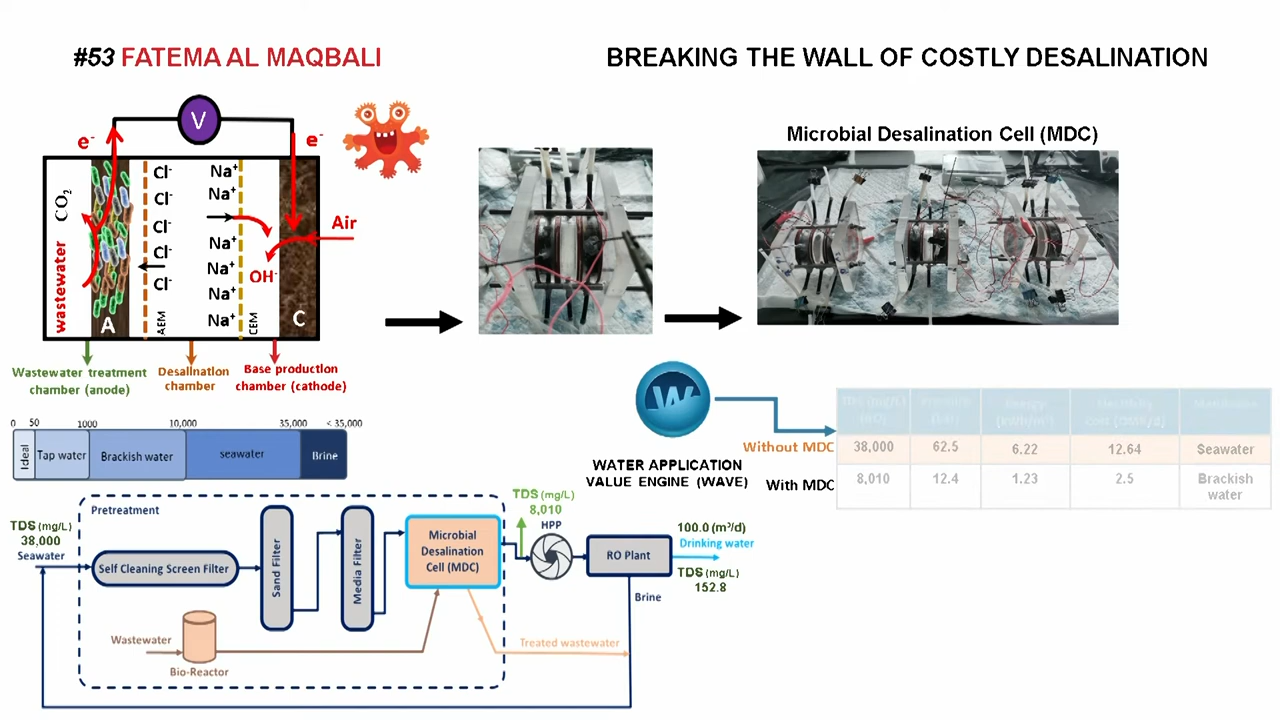 #53 FATEMA AL MAQBALI
BREAKING THE WALL OF COSTLY DESALINATION
V
e-
e-
CO2
wastewater
A
Cl-
Cl-
Cl-
Cl-
Cl-
AEM
Na+
Na+
Na+
Na+
Na+
Na+
OH-
CEM
C
Air
Wastewater treatment
chamber (anode)
Desalination
chamber
Base production
chamber (cathode)
Microbial Desalination Cell (MDC)
0 50 1000 10,000 35,000 < 35,000
Ideal
Tap water
Brackish water
seawater
Brine
W
WATER APPLICATION
VALUE ENGINE (WAVE)
TDS (mg/L)
Without MDC 38,000 62.5 6.22 12.64 Seawater
With MDC 8,010 12.4 1.23 2.5 Brackish
water
Pretreatment
TDS (mg/L)
38,000
Seawater
Self Cleaning Screen Filter
Sand Filter
Media Filter
Microbial
Desalination
Cell (MDC)
TDS (mg/L)
8,010
HPP
RO Plant
100.0 (m³/d)
Drinking water
TDS (mg/L)
152.8
Brine
Wastewater
Bio-Reactor
Treated wastewater